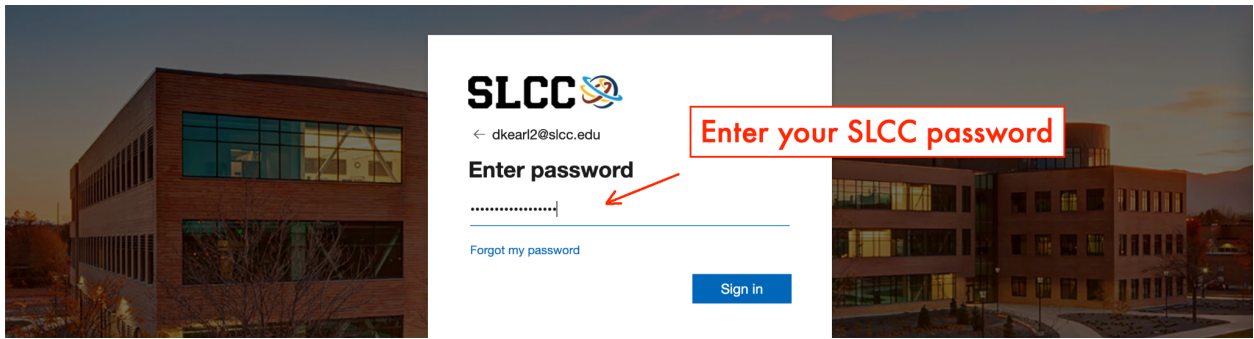 SLCC
← dkearl2@slcc.edu
Enter your SLCC password
Enter password
••••••••••••••••••
Forgot my password
Sign in